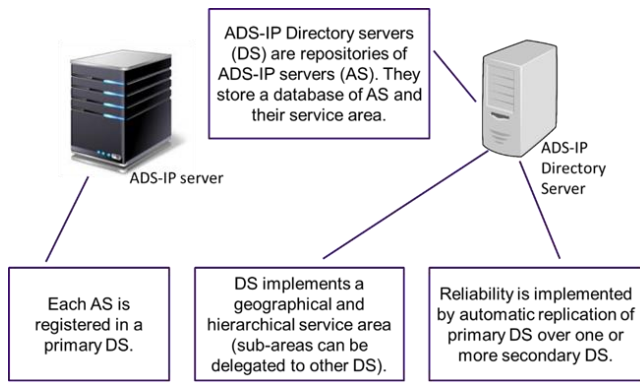 ADS-IP Directory servers
(DS) are repositories of
ADS-IP servers (AS). They
store a database of AS and
their service area.
ADS-IP server
ADS-IP
Directory
Server
Each AS is
registered in a
primary DS.
DS implements a
geographical and
hierarchical service area
(sub-areas can be
delegated to other DS).
Reliability is implemented
by automatic replication of
primary DS over one or
more secondary DS.